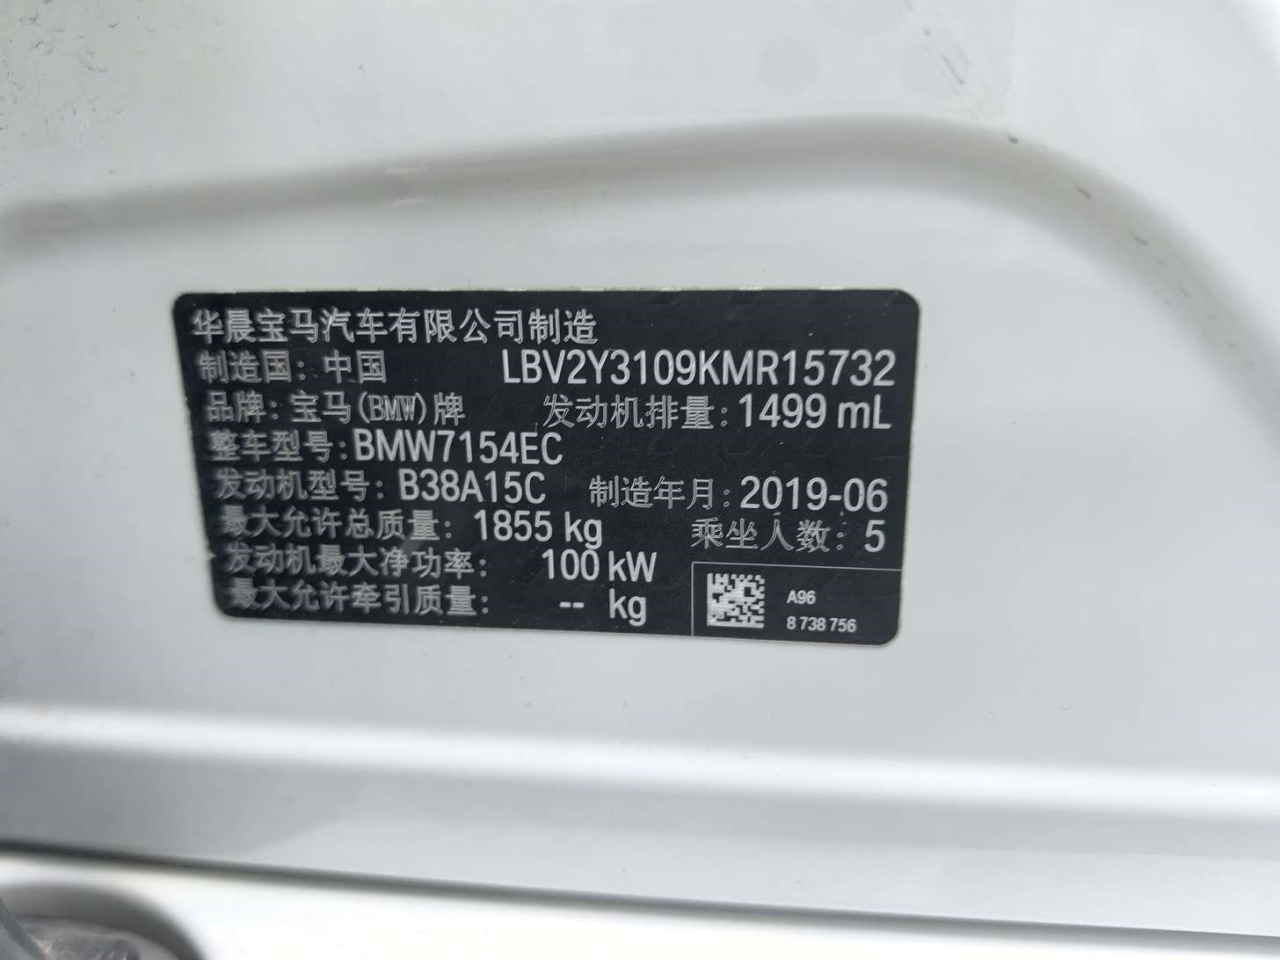 华晨宝马汽车有限公司制造
制造国: 中国 LBV2Y3109KMR15732
品牌: 宝马(BMW)牌 发动机排量: 1499 mL
整车型号: BMW7154EC
发动机型号: B38A15C 制造年月: 2019-06
最大允许总质量: 1855 kg 乘坐人数: 5
发动机最大净功率: 100 kW
最大允许牵引质量: -- kg
A96
8 738 756